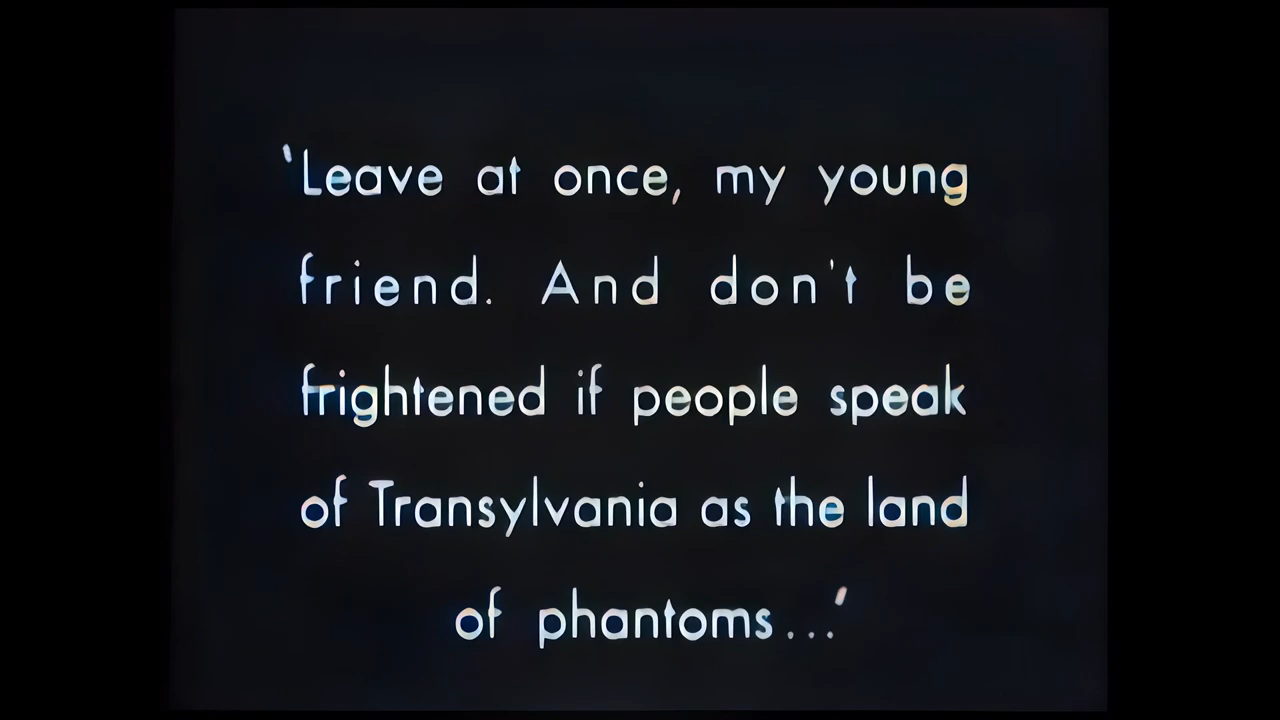 ‘Leave at once, my young
friend. And don't be
frightened if people speak
of Transylvania as the land
of phantoms...’